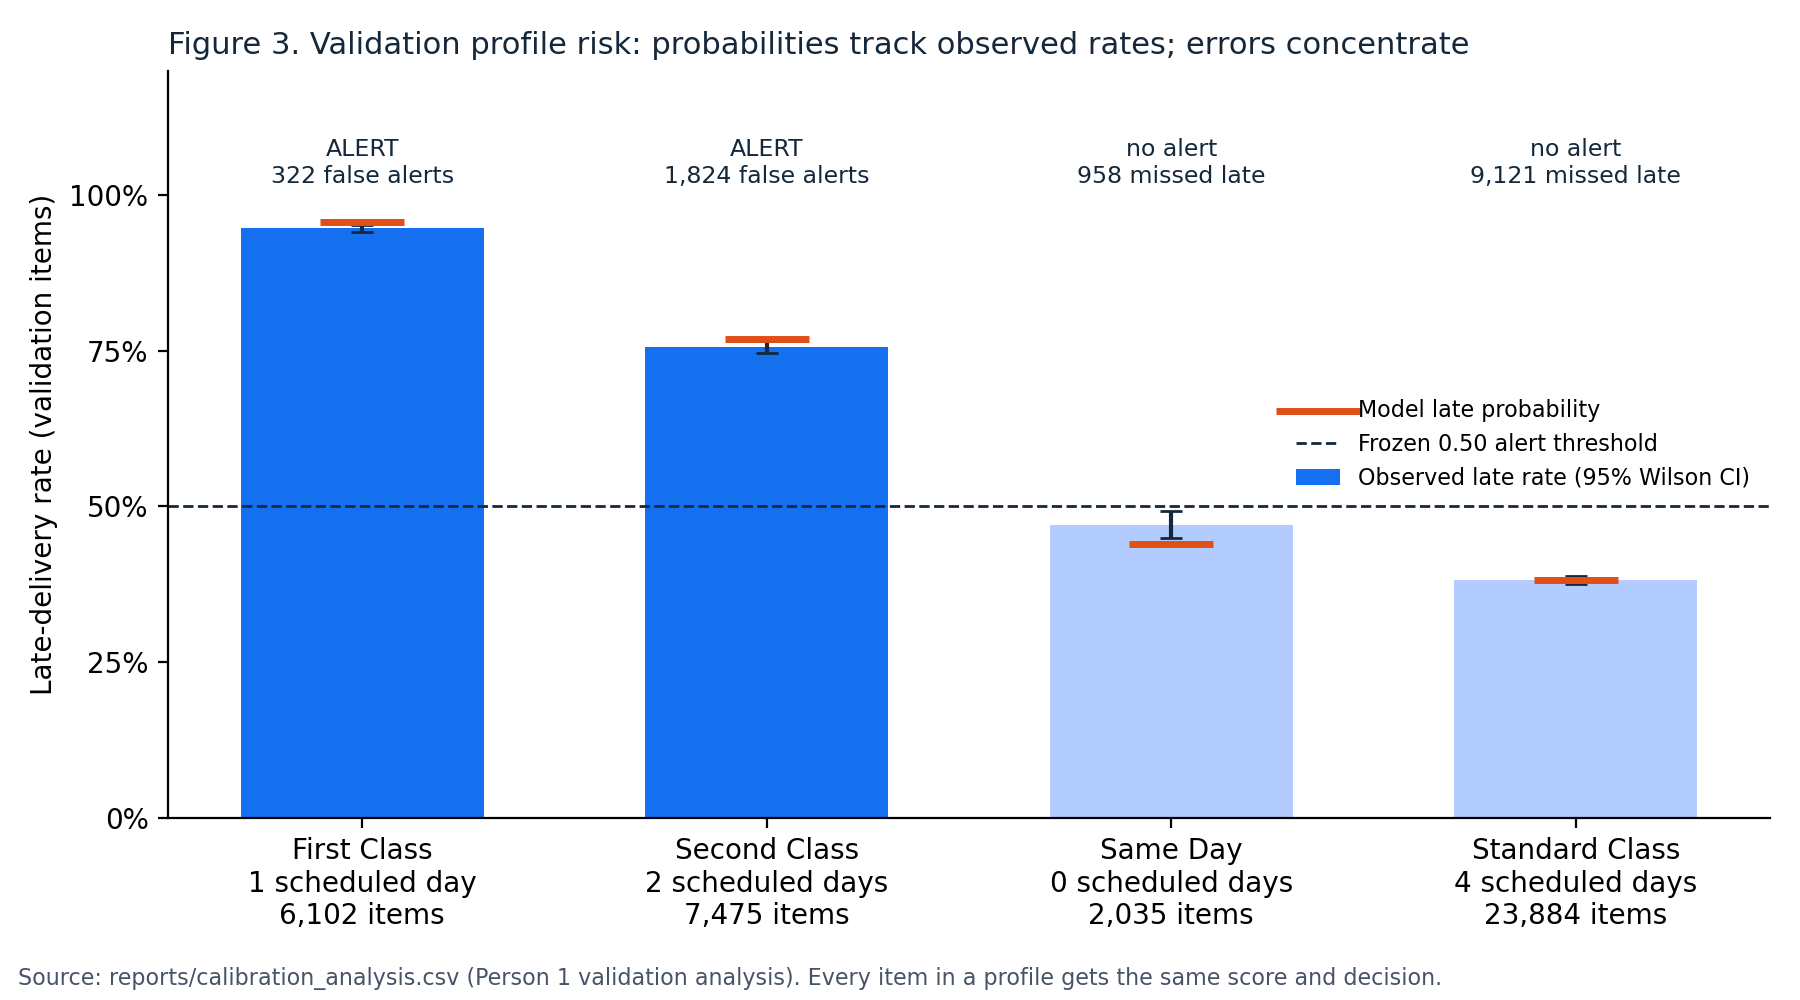 Figure 3. Validation profile risk: probabilities track observed rates; errors concentrate
Late-delivery rate (validation items)
100%
75%
50%
25%
0%
ALERT
322 false alerts
ALERT
1,824 false alerts
no alert
958 missed late
no alert
9,121 missed late
Model late probability
Frozen 0.50 alert threshold
Observed late rate (95% Wilson CI)
First Class
1 scheduled day
6,102 items
Second Class
2 scheduled days
7,475 items
Same Day
0 scheduled days
2,035 items
Standard Class
4 scheduled days
23,884 items
Source: reports/calibration_analysis.csv (Person 1 validation analysis). Every item in a profile gets the same score and decision.